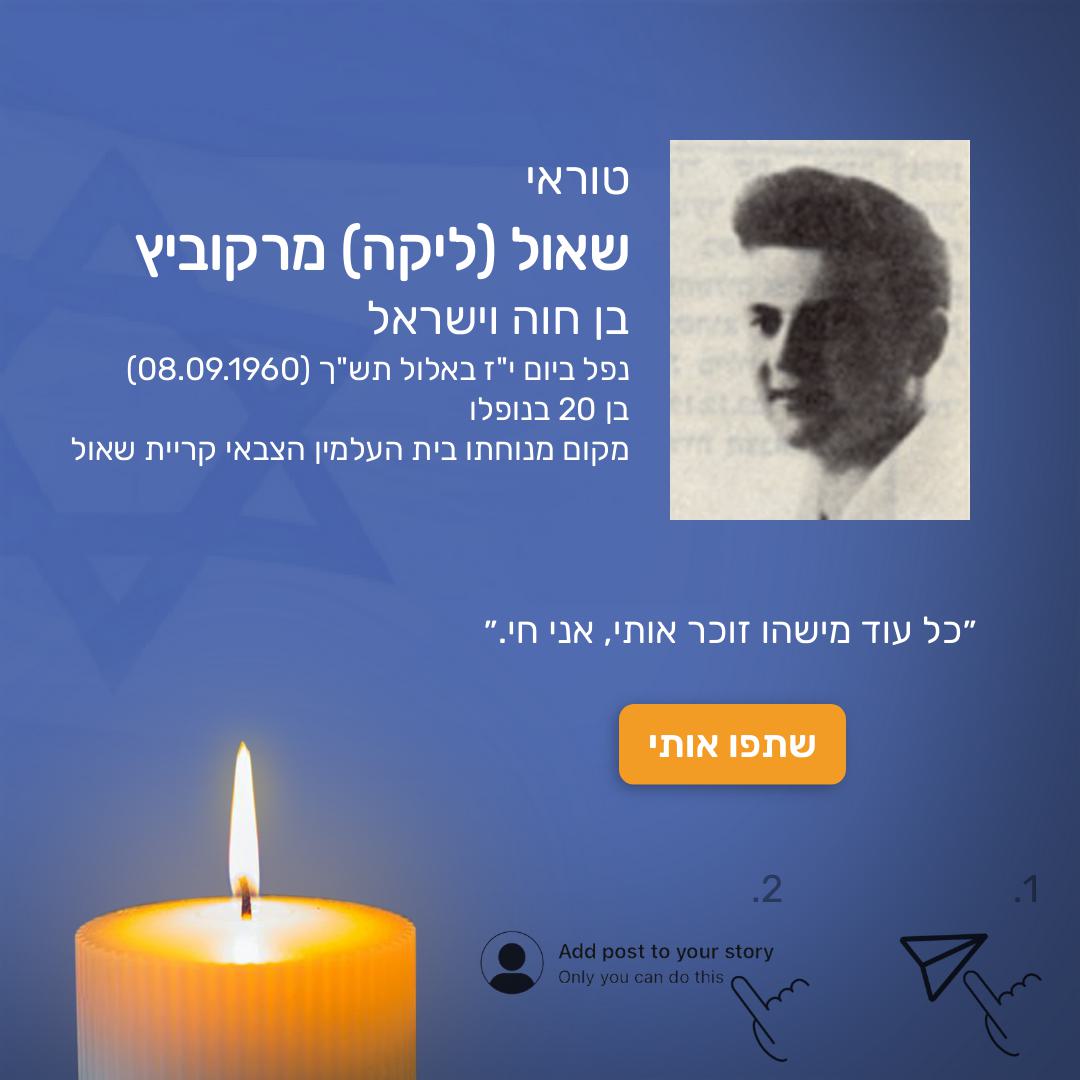 טוראי
שאול (ליקה) מרקוביץ
בן חוה וישראל
נפל ביום י"ז באלול תש"ך (08.09.1960)
בן 20 בנופלו
מקום מנוחתו בית העלמין הצבאי קריית שאול
״כל עוד מישהו זוכר אותי, אני חי.״
שתפו אותי
1.
2.
Add post to your story
Only you can do this